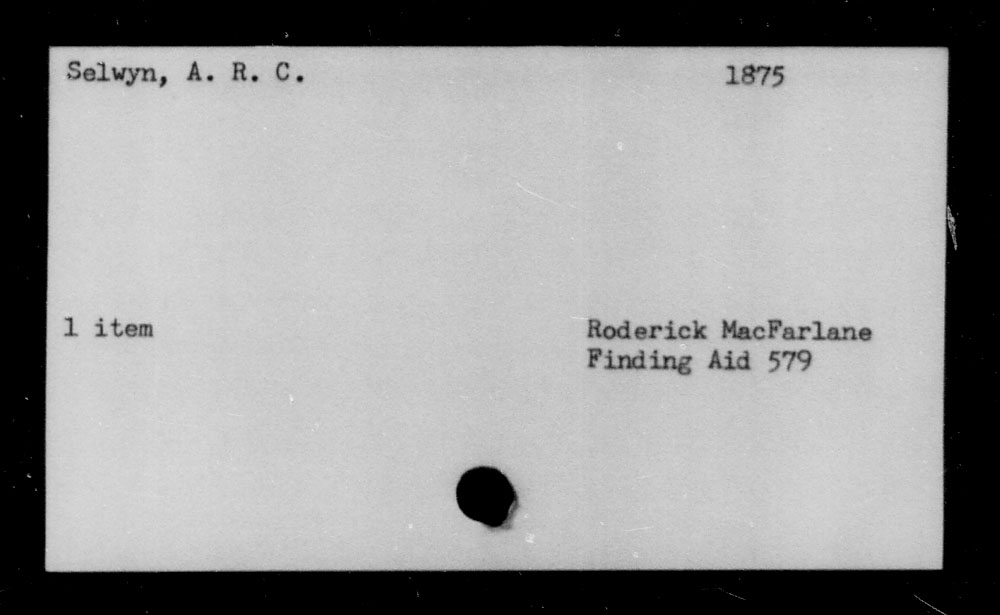 Selwyn, A. R. C. 1875
1 item Roderick MacFarlane
Finding Aid 579